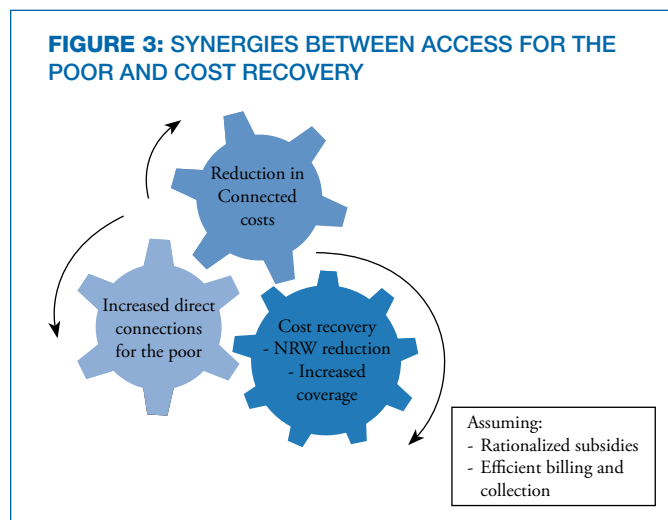 FIGURE 3: SYNERGIES BETWEEN ACCESS FOR THE
POOR AND COST RECOVERY
Reduction in
Connected
costs
Increased direct
connections
for the poor
Cost recovery
- NRW reduction
- Increased
coverage
Assuming:
- Rationalized subsidies
- Efficient billing and
collection